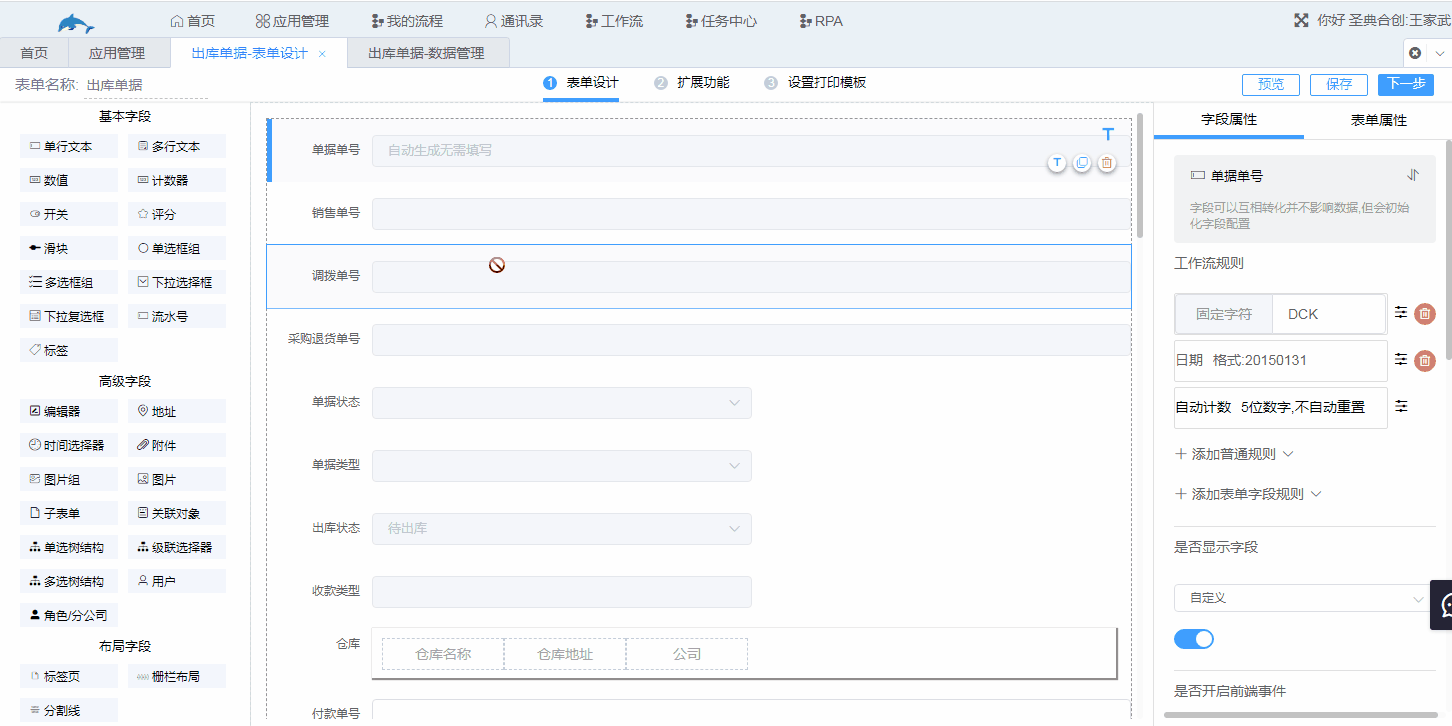 首页 应用管理 我的流程 通讯录 工作流 任务中心 RPA 你好 圣典合创:王家武
首页 应用管理 出库单据-表单设计 × 出库单据-数据管理
表单名称: 出库单据 1 表单设计 2 扩展功能 3 设置打印模板 预览 保存 下一步
基本字段
单行文本 多行文本
数值 计数器
开关 评分
滑块 单选框组
多选框组 下拉选择框
下拉复选框 流水号
标签
高级字段
编辑器 地址
时间选择器 附件
图片组 图片
子表单 关联对象
单选树结构 级联选择器
多选树结构 用户
角色/分公司
布局字段
标签页 栅栏布局
分割线
单据单号 自动生成无需填写
T
T
销售单号
调拨单号
采购退货单号
单据状态
单据类型
出库状态 待出库
收款类型
仓库 仓库名称 仓库地址 公司
付款单号
字段属性 表单属性
单据单号
字段可以互相转化并不影响数据,但会初始
化字段配置
工作流规则
固定字符 DCK
日期 格式:20150131
自动计数 5位数字,不自动重置
添加普通规则
添加表单字段规则
是否显示字段
自定义
是否开启前端事件